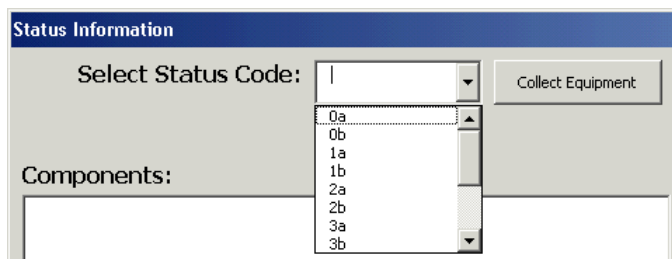 Status Information
Select Status Code:
Collect Equipment
0a
0b
1a
1b
2a
2b
3a
3b
Components: